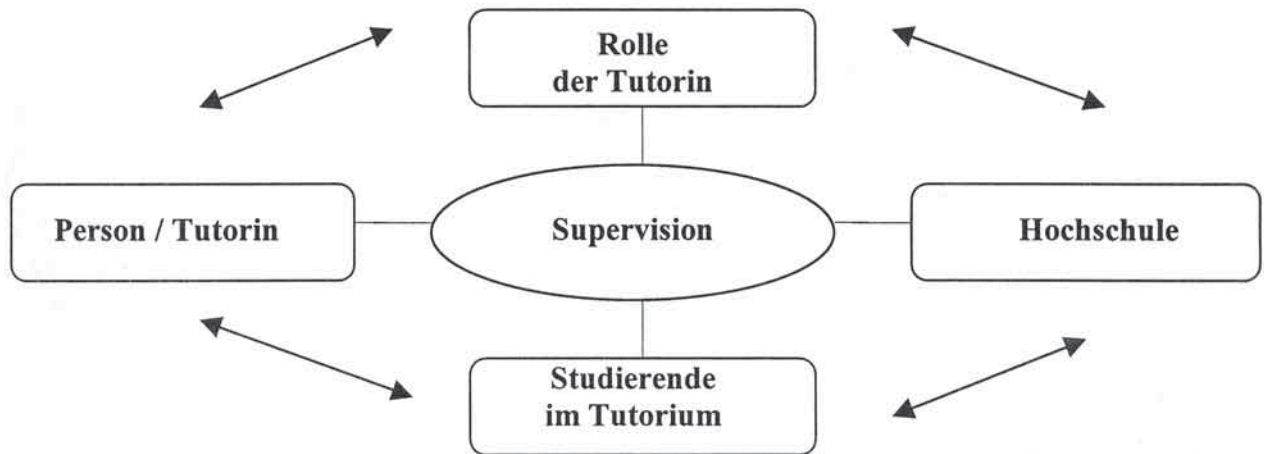 Rolle
der Tutorin
Person / Tutorin
Supervision
Hochschule
Studierende
im Tutorium